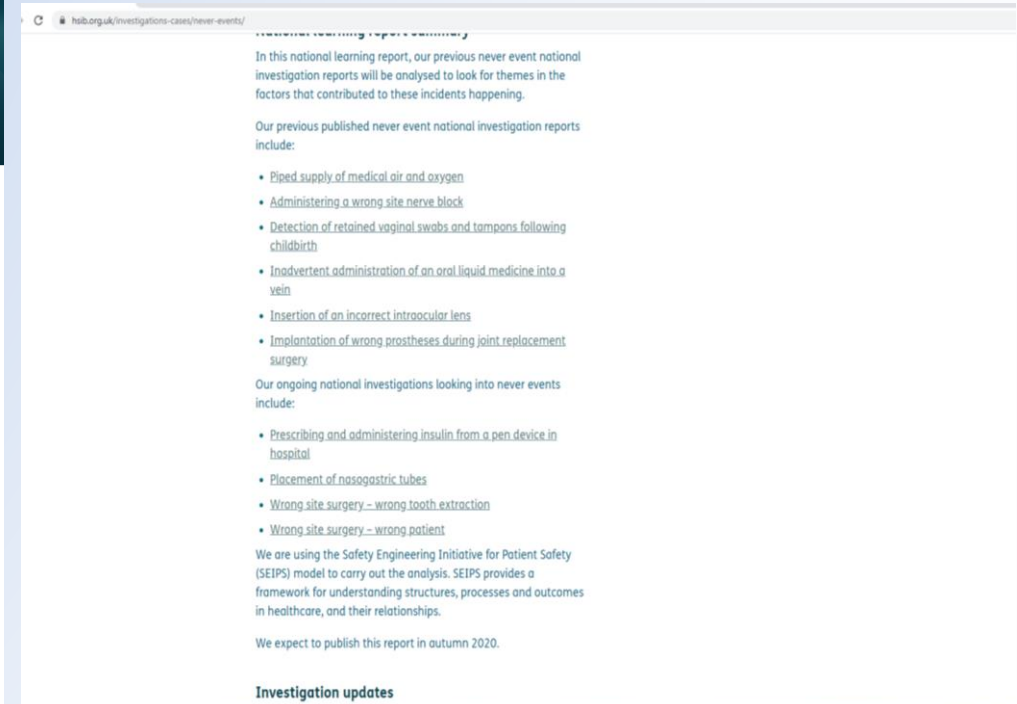 hsib.org.uk/investigations-cases/never-events/
National learning report summary
In this national learning report, our previous never event national
investigation reports will be analysed to look for themes in the
factors that contributed to these incidents happening.
Our previous published never event national investigation reports
include:
• Piped supply of medical air and oxygen
• Administering a wrong site nerve block
• Detection of retained vaginal swabs and tampons following
childbirth
• Inadvertent administration of an oral liquid medicine into a
vein
• Insertion of an incorrect intraocular lens
• Implantation of wrong prostheses during joint replacement
surgery
Our ongoing national investigations looking into never events
include:
• Prescribing and administering insulin from a pen device in
hospital
• Placement of nasogastric tubes
• Wrong site surgery – wrong tooth extraction
• Wrong site surgery – wrong patient
We are using the Safety Engineering Initiative for Patient Safety
(SEIPS) model to carry out the analysis. SEIPS provides a
framework for understanding structures, processes and outcomes
in healthcare, and their relationships.
We expect to publish this report in autumn 2020.
Investigation updates